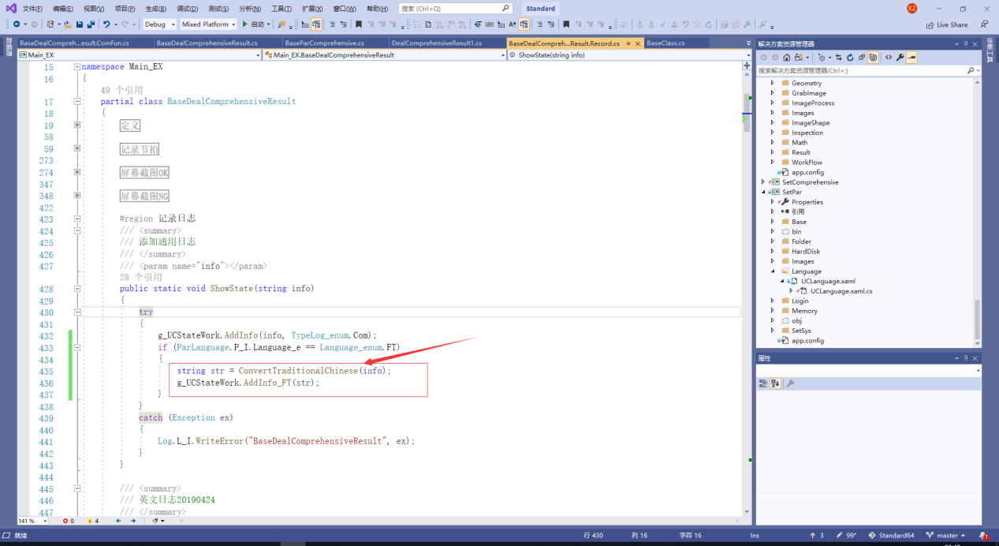 文件(F) 编辑(E) 视图(V) 项目(P) 生成(B) 调试(D) 测试(S) 分析(N) 工具(T) 扩展(X) 窗口(W) 帮助(H) 搜索 (Ctrl+Q) Standard XZ
Debug Mixed Platform 启动 Live Share
BaseDealCompreh...esult.ComFun.cs BaseDealComprehensiveResult.cs BaseParComprehensive.cs DealComprehensiveResult1.cs BaseDealCompreh...Result.Record.cs BaseClass.cs
Main_EX Main_EX.BaseDealComprehensiveResult ShowState(string info)
15 namespace Main_EX
16 {
49 个引用
17 partial class BaseDealComprehensiveResult
18 {
19 定义
58
59 记录节拍
273
274 屏幕截图OK
347
348 屏幕截图NG
422
423 #region 记录日志
424 /// <summary>
425 /// 添加通用日志
426 /// </summary>
427 /// <param name="info"></param>
28 个引用
428 public static void ShowState(string info)
429 {
430 try
431 {
432 g_UCStateWork.AddInfo(info, TypeLog_enum.Com);
433 if (ParLanguage.P_I.Language_e == Language_enum.FT)
434 {
435 string str = ConvertTraditionalChinese(info);
436 g_UCStateWork.AddInfo_FT(str);
437 }
438 }
439 catch (Exception ex)
440 {
441 Log.L_I.WriteError("BaseDealComprehensiveResult", ex);
442 }
443 }
444
445 /// <summary>
446 /// 英文日志20190424
447 /// </summary>
141 % 0 4
解决方案资源管理器
搜索解决方案资源管理器(Ctrl+;)
Geometry
GrabImage
ImageProcess
Images
ImageShape
Inspection
Math
Result
WorkFlow
app.config
SetComprehensive
SetPar
Properties
引用
Base
bin
Folder
HardDisk
Images
Language
UCLanguage.xaml
UCLanguage.xaml.cs
Login
Memory
obj
SetSys
app.config
属性
就绪 行 430 列 16 字符 16 Ins 3 99* Standard64 master 1